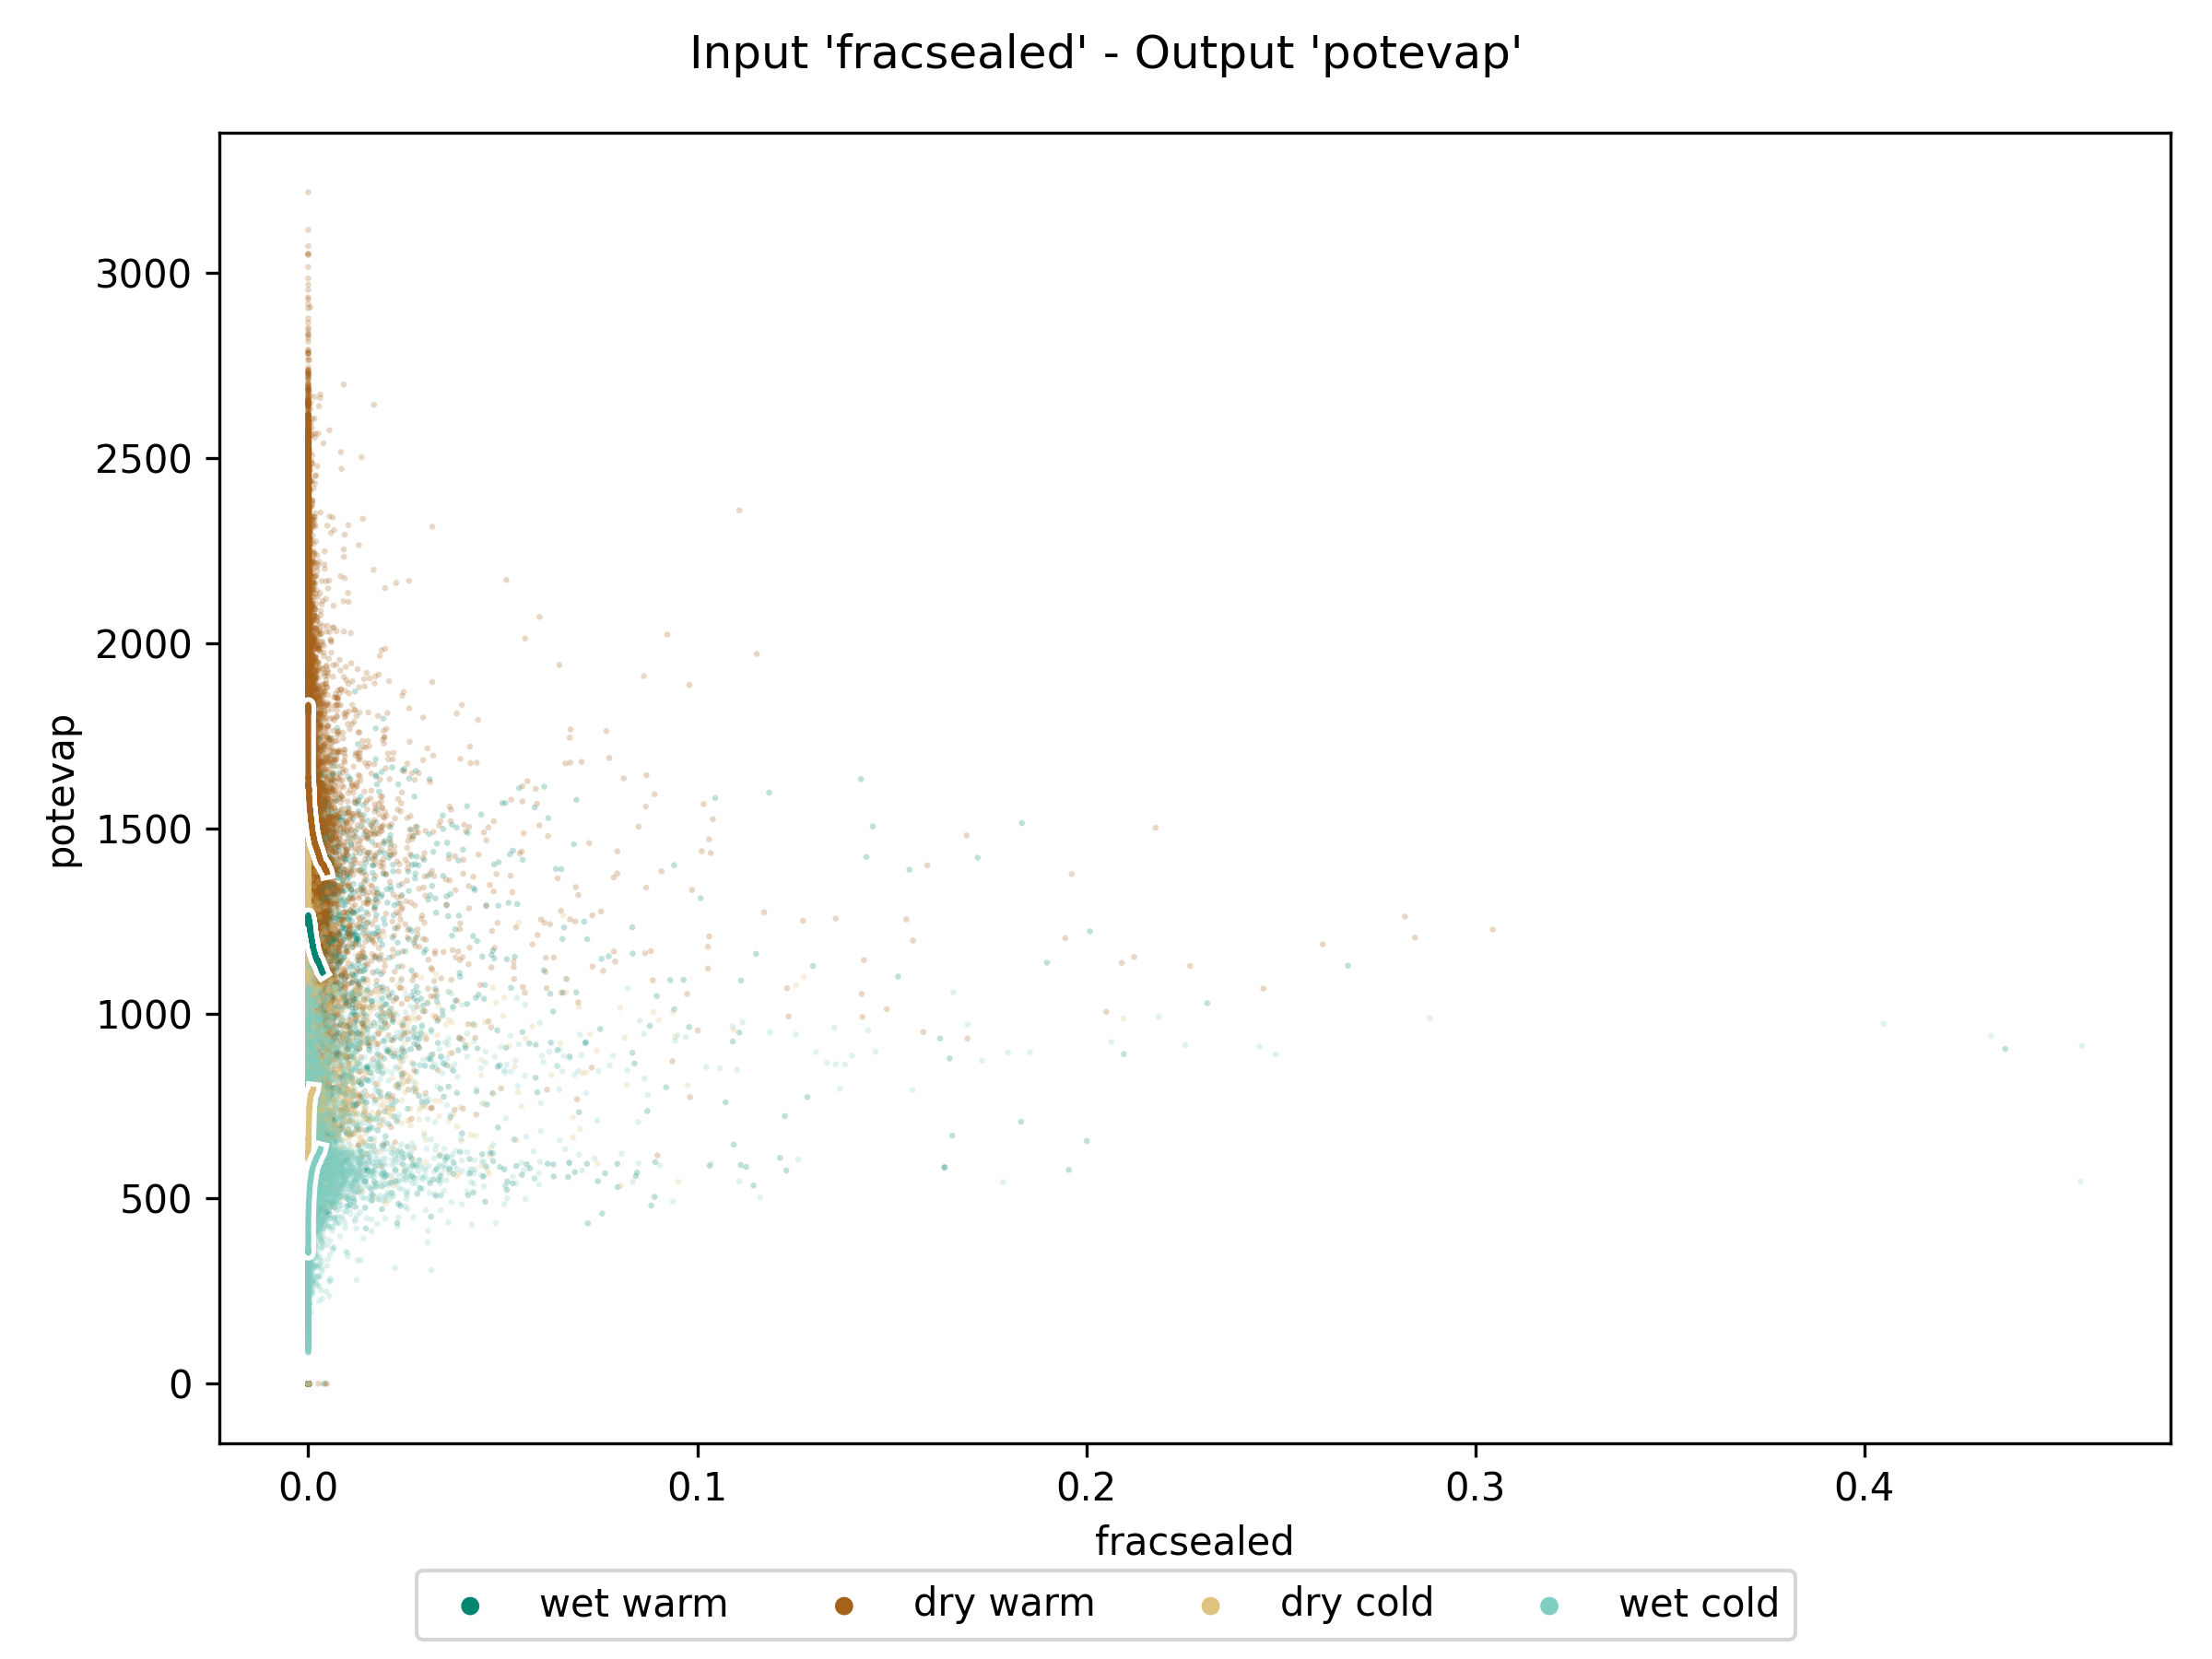 Input 'fracsealed' - Output 'potevap'
3000
2500
2000
1500
1000
500
0
potevap
0.0 0.1 0.2 0.3 0.4
fracsealed
wet warm dry warm dry cold wet cold